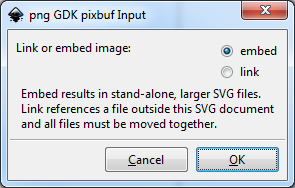 png GDK pixbuf Input
Link or embed image:
embed
link
Embed results in stand-alone, larger SVG files.
Link references a file outside this SVG document
and all files must be moved together.
Cancel
OK